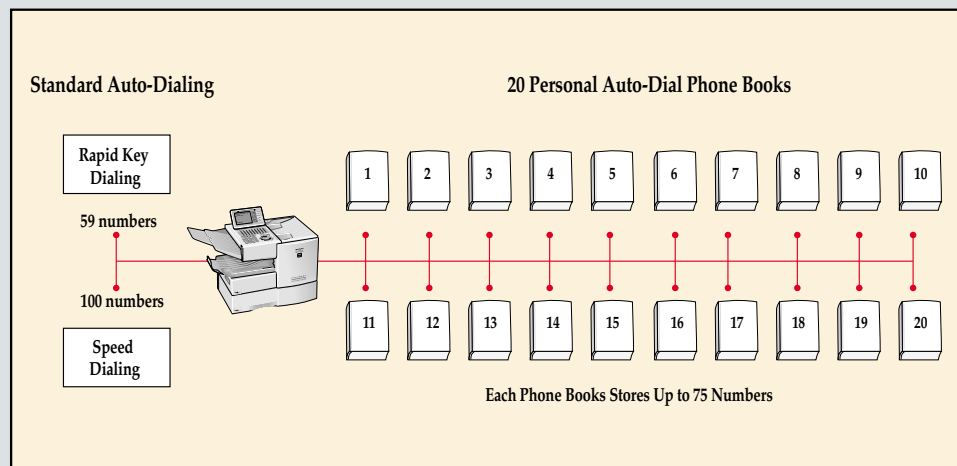 Standard Auto-Dialing
20 Personal Auto-Dial Phone Books
Rapid Key
Dialing
59 numbers
100 numbers
Speed
Dialing
1 2 3 4 5 6 7 8 9 10
11 12 13 14 15 16 17 18 19 20
Each Phone Books Stores Up to 75 Numbers